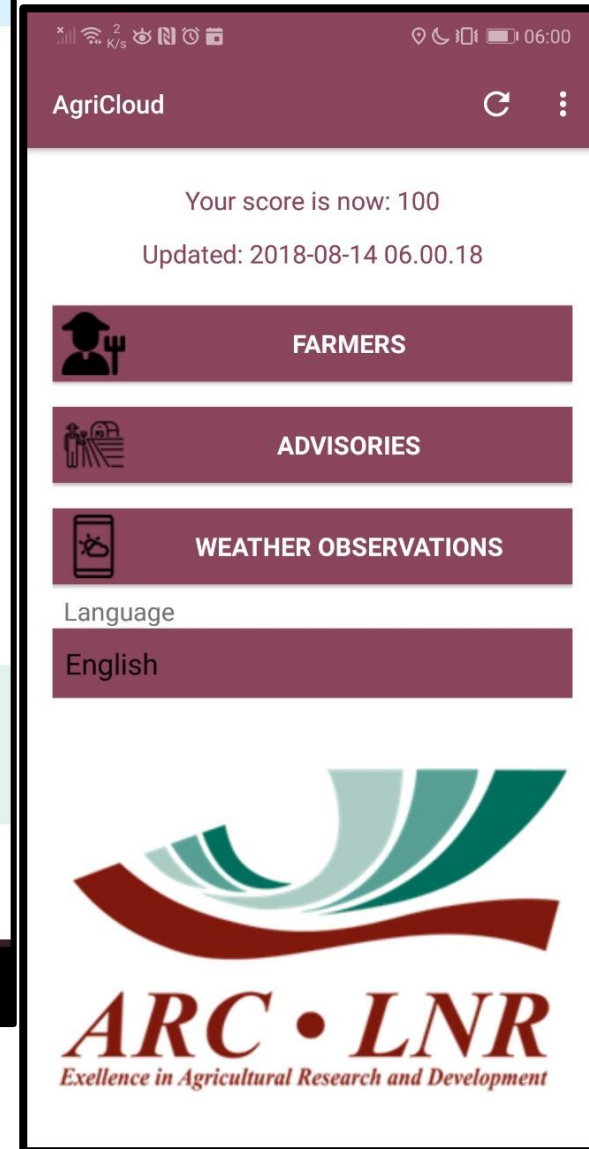 2
K/s
06:00
AgriCloud
Your score is now: 100
Updated: 2018-08-14 06.00.18
FARMERS
ADVISORIES
WEATHER OBSERVATIONS
Language
English
ARC • LNR
Exellence in Agricultural Research and Development